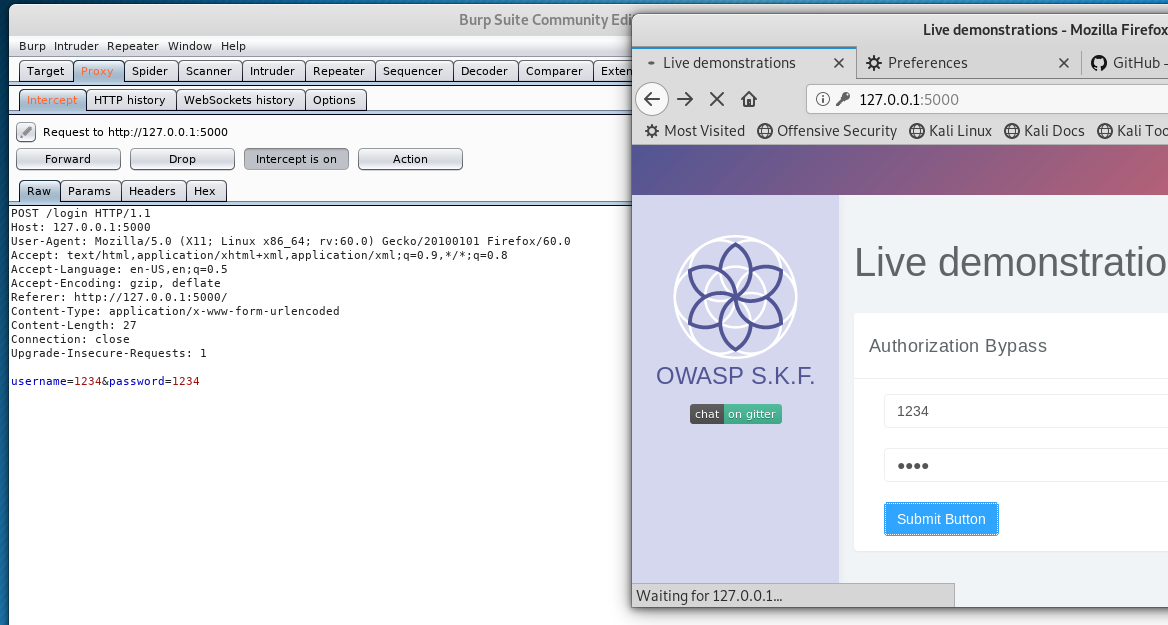 Burp Suite Community Edi
Burp Intruder Repeater Window Help
Target Proxy Spider Scanner Intruder Repeater Sequencer Decoder Comparer Exten
Intercept HTTP history WebSockets history Options
Request to http://127.0.0.1:5000
Forward Drop Intercept is on Action
Raw Params Headers Hex
POST /login HTTP/1.1
Host: 127.0.0.1:5000
User-Agent: Mozilla/5.0 (X11; Linux x86_64; rv:60.0) Gecko/20100101 Firefox/60.0
Accept: text/html,application/xhtml+xml,application/xml;q=0.9,*/*;q=0.8
Accept-Language: en-US,en;q=0.5
Accept-Encoding: gzip, deflate
Referer: http://127.0.0.1:5000/
Content-Type: application/x-www-form-urlencoded
Content-Length: 27
Connection: close
Upgrade-Insecure-Requests: 1
username=1234&password=1234
Live demonstrations - Mozilla Firefox
Live demonstrations Preferences GitHub -
127.0.0.1:5000
Most Visited Offensive Security Kali Linux Kali Docs Kali Too
OWASP S.K.F.
chat on gitter
Live demonstratio
Authorization Bypass
1234
●●●●
Submit Button
Waiting for 127.0.0.1...